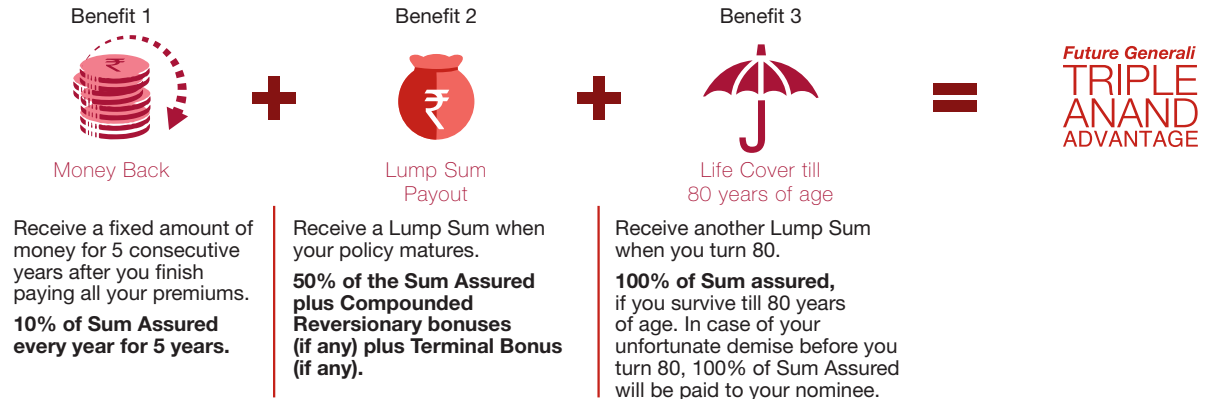 Benefit 1
Money Back
Receive a fixed amount of
money for 5 consecutive
years after you finish
paying all your premiums.
10% of Sum Assured
every year for 5 years.
Benefit 2
Lump Sum
Payout
Receive a Lump Sum when
your policy matures.
50% of the Sum Assured
plus Compounded
Reversionary bonuses
(if any) plus Terminal Bonus
(if any).
Benefit 3
Life Cover till
80 years of age
Receive another Lump Sum
when you turn 80.
100% of Sum assured,
if you survive till 80 years
of age. In case of your
unfortunate demise before you
turn 80, 100% of Sum Assured
will be paid to your nominee.
Future Generali
TRIPLE
ANAND
ADVANTAGE